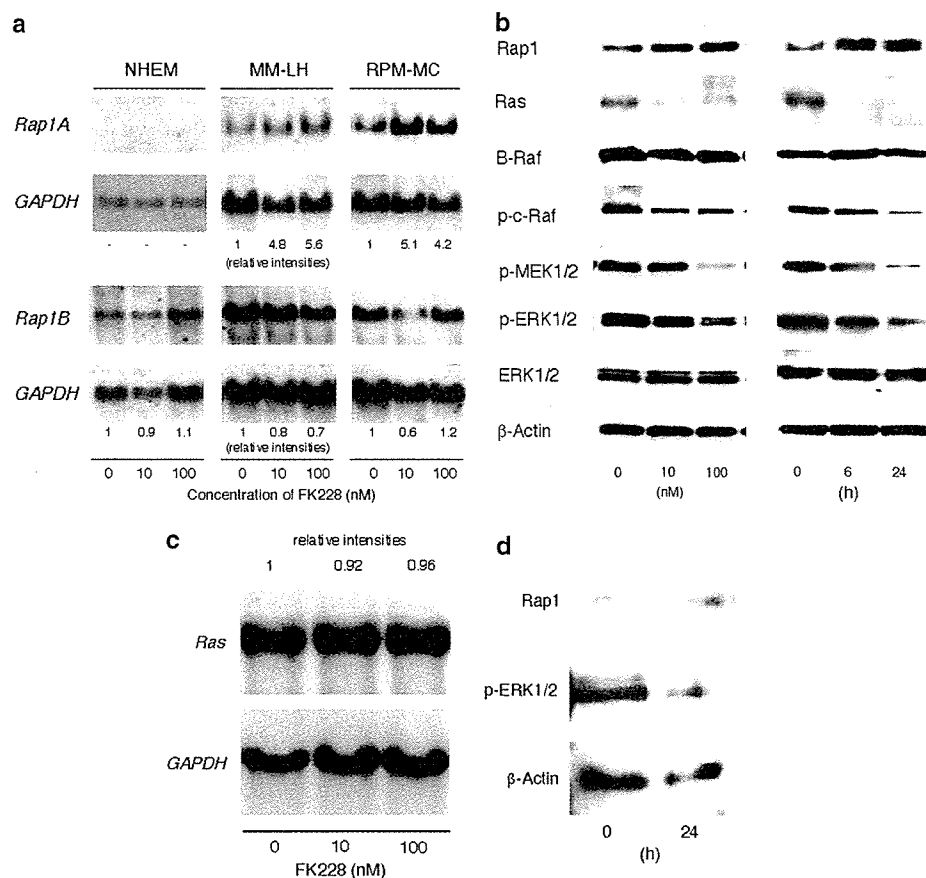 a
NHEM MM-LH RPM-MC
Rap1A
GAPDH
- - - 1 4.8 5.6 1 5.1 4.2
(relative intensities)
Rap1B
GAPDH
1 0.9 1.1 1 0.8 0.7 1 0.6 1.2
(relative intensities)
0 10 100 0 10 100 0 10 100
Concentration of FK228 (nM)
b
Rap1
Ras
B-Raf
p-c-Raf
p-MEK1/2
p-ERK1/2
ERK1/2
β-Actin
0 10 100 0 6 24
(nM) (h)
c
relative intensities
1 0.92 0.96
Ras
GAPDH
0 10 100
FK228 (nM)
d
Rap1
p-ERK1/2
β-Actin
0 24
(h)